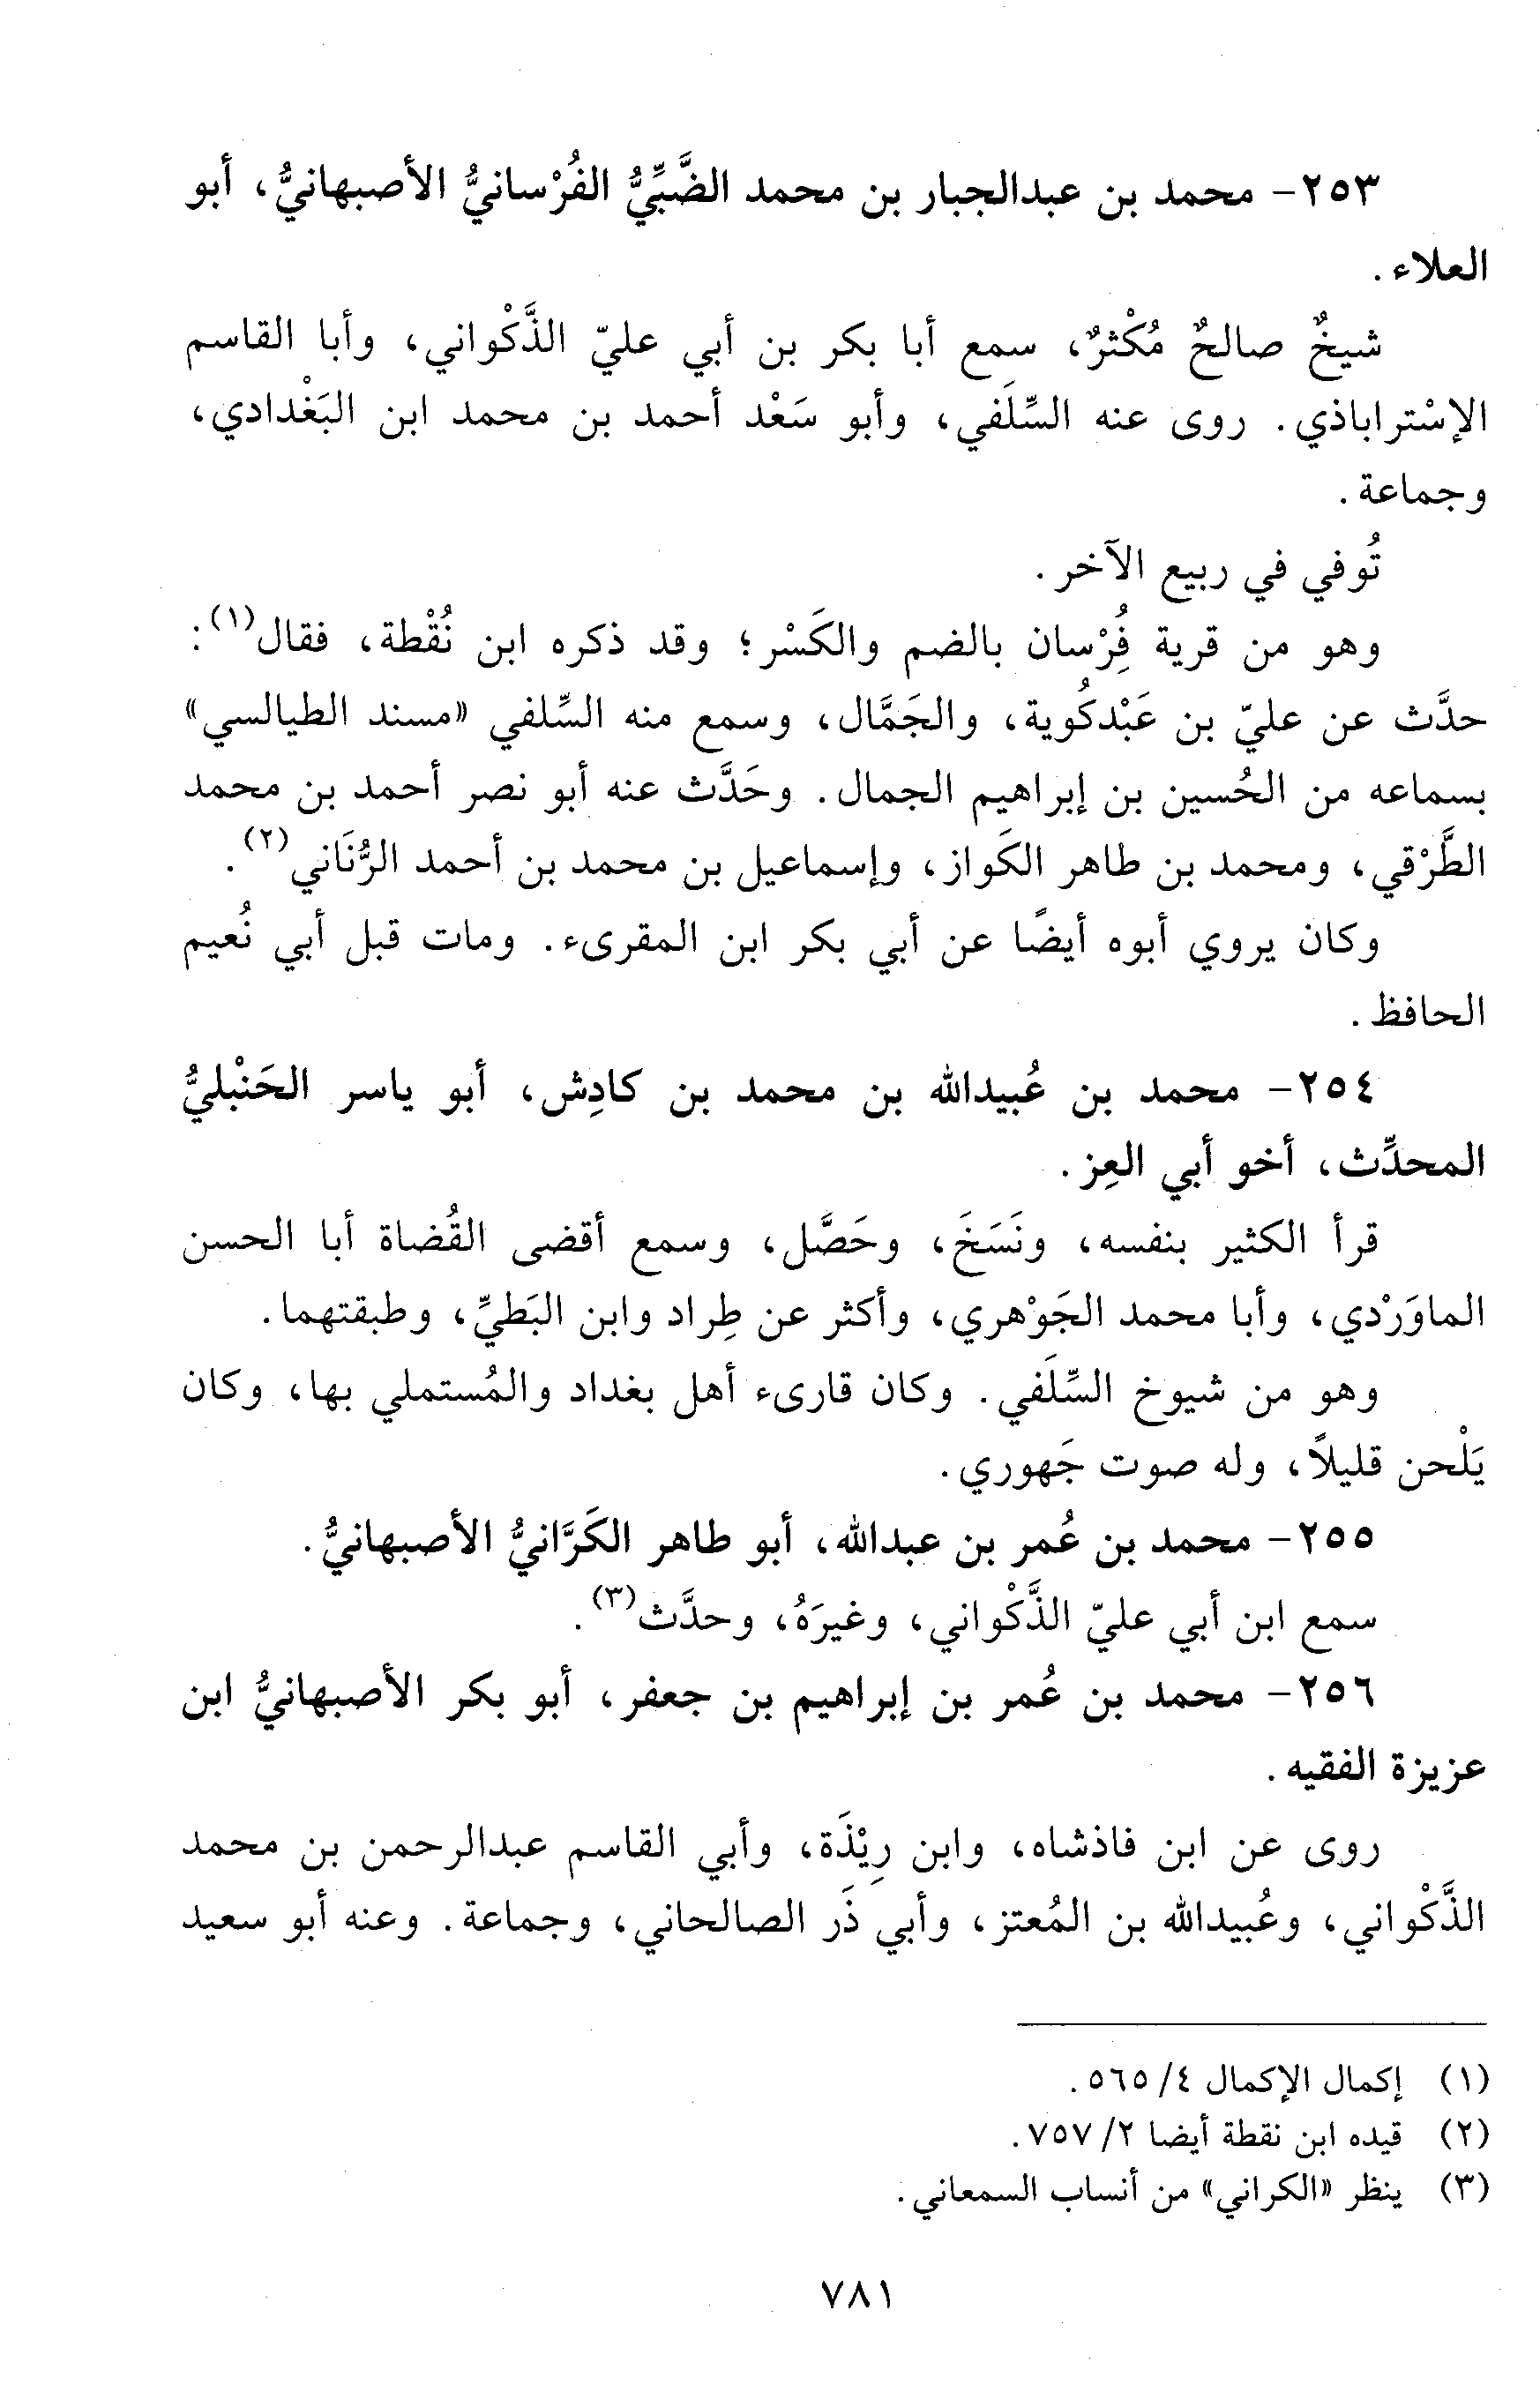 ٢٥٣- محمد بن عبدالجبار بن محمد الضَّبِّيُّ الفُرْسانيُّ الأصبهانيُّ، أبو
العلاء.
شيخٌ صالحٌ مُكْثرٌ، سمع أبا بكر بن أبي عليّ الذَّكْواني، وأبا القاسم
الإسْتراباذي. روى عنه السِّلَفي، وأبو سَعْد أحمد بن محمد ابن البَغْدادي،
وجماعة.
تُوفي في ربيع الآخر.
وهو من قرية فُِرْسان بالضم والكَسْر؛ وقد ذكره ابن نُقْطة، فقال(١):
حدَّث عن عليّ بن عَبْدكُوية، والجَمَّال، وسمع منه السِّلفي «مسند الطيالسي»
بسماعه من الحُسين بن إبراهيم الجمال. وحَدَّث عنه أبو نصر أحمد بن محمد
الطَّرْقي، ومحمد بن طاهر الكَواز، وإسماعيل بن محمد بن أحمد الرُّنَاني(٢).
وكان يروي أبوه أيضًا عن أبي بكر ابن المقرىء. ومات قبل أبي نُعيم
الحافظ.
٢٥٤- محمد بن عُبيدالله بن محمد بن كادِش، أبو ياسر الحَنْبليُّ
المحدِّث، أخو أبي العِز.
قرأ الكثير بنفسه، ونَسَخَ، وحَصَّل، وسمع أقضى القُضاة أبا الحسن
الماوَرْدي، وأبا محمد الجَوْهري، وأكثر عن طِراد وابن البَطيِّ، وطبقتهما.
وهو من شيوخ السِّلَفي. وكان قارىء أهل بغداد والمُستملي بها، وكان
يَلْحن قليلاً، وله صوت جَهوري.
٢٥٥- محمد بن عُمر بن عبدالله، أبو طاهر الكَرَّانيُّ الأصبهانيُّ.
سمع ابن أبي عليّ الذَّكْواني، وغيرَهُ، وحدَّث(٣).
٢٥٦- محمد بن عُمر بن إبراهيم بن جعفر، أبو بكر الأصبهانيُّ ابن
عزيزة الفقيه.
روى عن ابن فاذشاه، وابن رِيْذَة، وأبي القاسم عبدالرحمن بن محمد
الذَّكْواني، وعُبيدالله بن المُعتز، وأبي ذَر الصالحاني، وجماعة. وعنه أبو سعيد
(١) إكمال الإكمال ٤/ ٥٦٥.
(٢) قيده ابن نقطة أيضا ٢/ ٧٥٧.
(٣) ينظر «الكراني» من أنساب السمعاني.
٧٨١